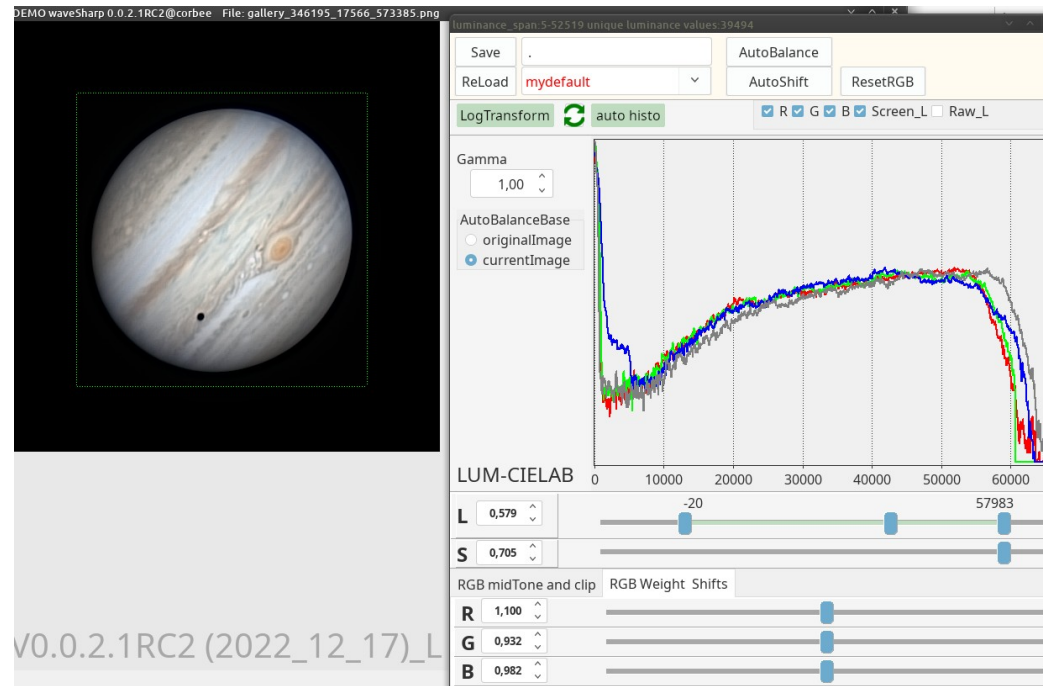 DEMO waveSharp 0.0.2.1RC2@corbee File: gallery_346195_17566_573385.png
luminance_span:5-52519 unique luminance values:39494
Save . AutoBalance
ReLoad mydefault AutoShift ResetRGB
LogTransform auto histo R G B Screen_L Raw_L
Gamma
1,00
AutoBalanceBase
originalImage
currentImage
LUM-CIELAB
0 10000 20000 30000 40000 50000 60000
-20 57983
L 0,579
S 0,705
RGB midTone and clip RGB Weight Shifts
R 1,100
G 0,932
B 0,982
V0.0.2.1RC2 (2022_12_17)_L